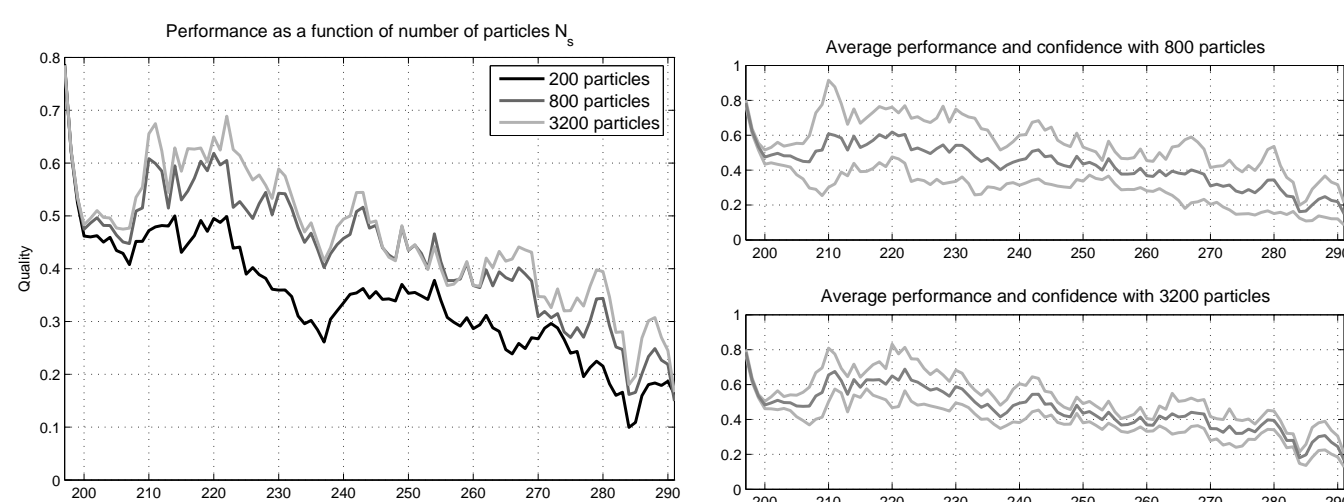 Performance as a function of number of particles Ns
0.8
0.7
0.6
0.5
0.4
0.3
0.2
0.1
0
Quality
200 particles
800 particles
3200 particles
200 210 220 230 240 250 260 270 280 290
Average performance and confidence with 800 particles
1
0.8
0.6
0.4
0.2
0
200 210 220 230 240 250 260 270 280 290
Average performance and confidence with 3200 particles
1
0.8
0.6
0.4
0.2
0
200 210 220 230 240 250 260 270 280 290